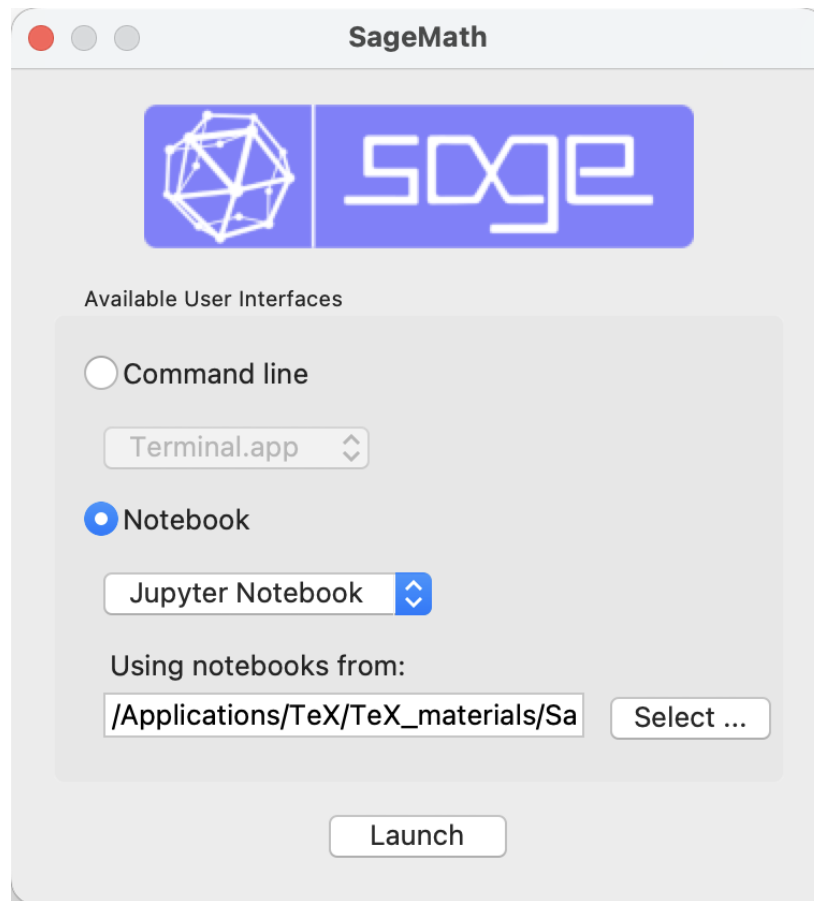 SageMath
sage
Available User Interfaces
Command line
Terminal.app
Notebook
Jupyter Notebook
Using notebooks from:
/Applications/TeX/TeX_materials/Sa
Select ...
Launch